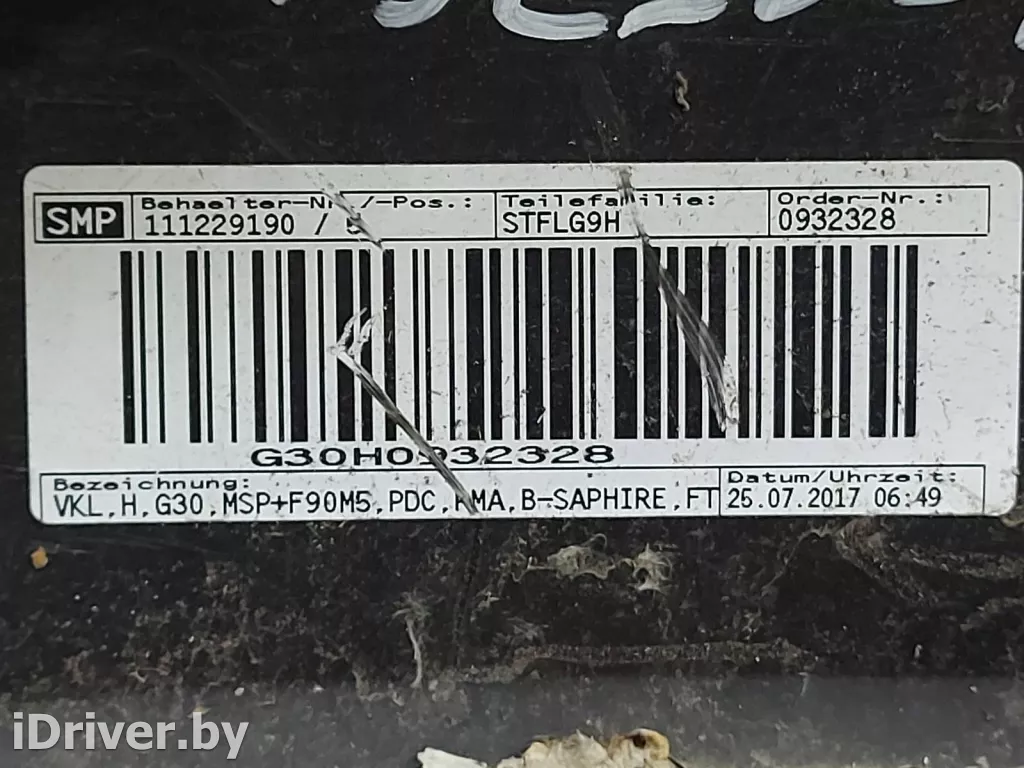 SMP
Behaelter-Nr./-Pos.: Teilefamilie: Order-Nr.:
111229190 / 5 STFLG9H 0932328
G30H0932328
Bezeichnung: Datum/Uhrzeit:
VKL,H,G30,MSP+F90M5,PDC,KMA,B-SAPHIRE,FT 25.07.2017 06:49
iDriver.by